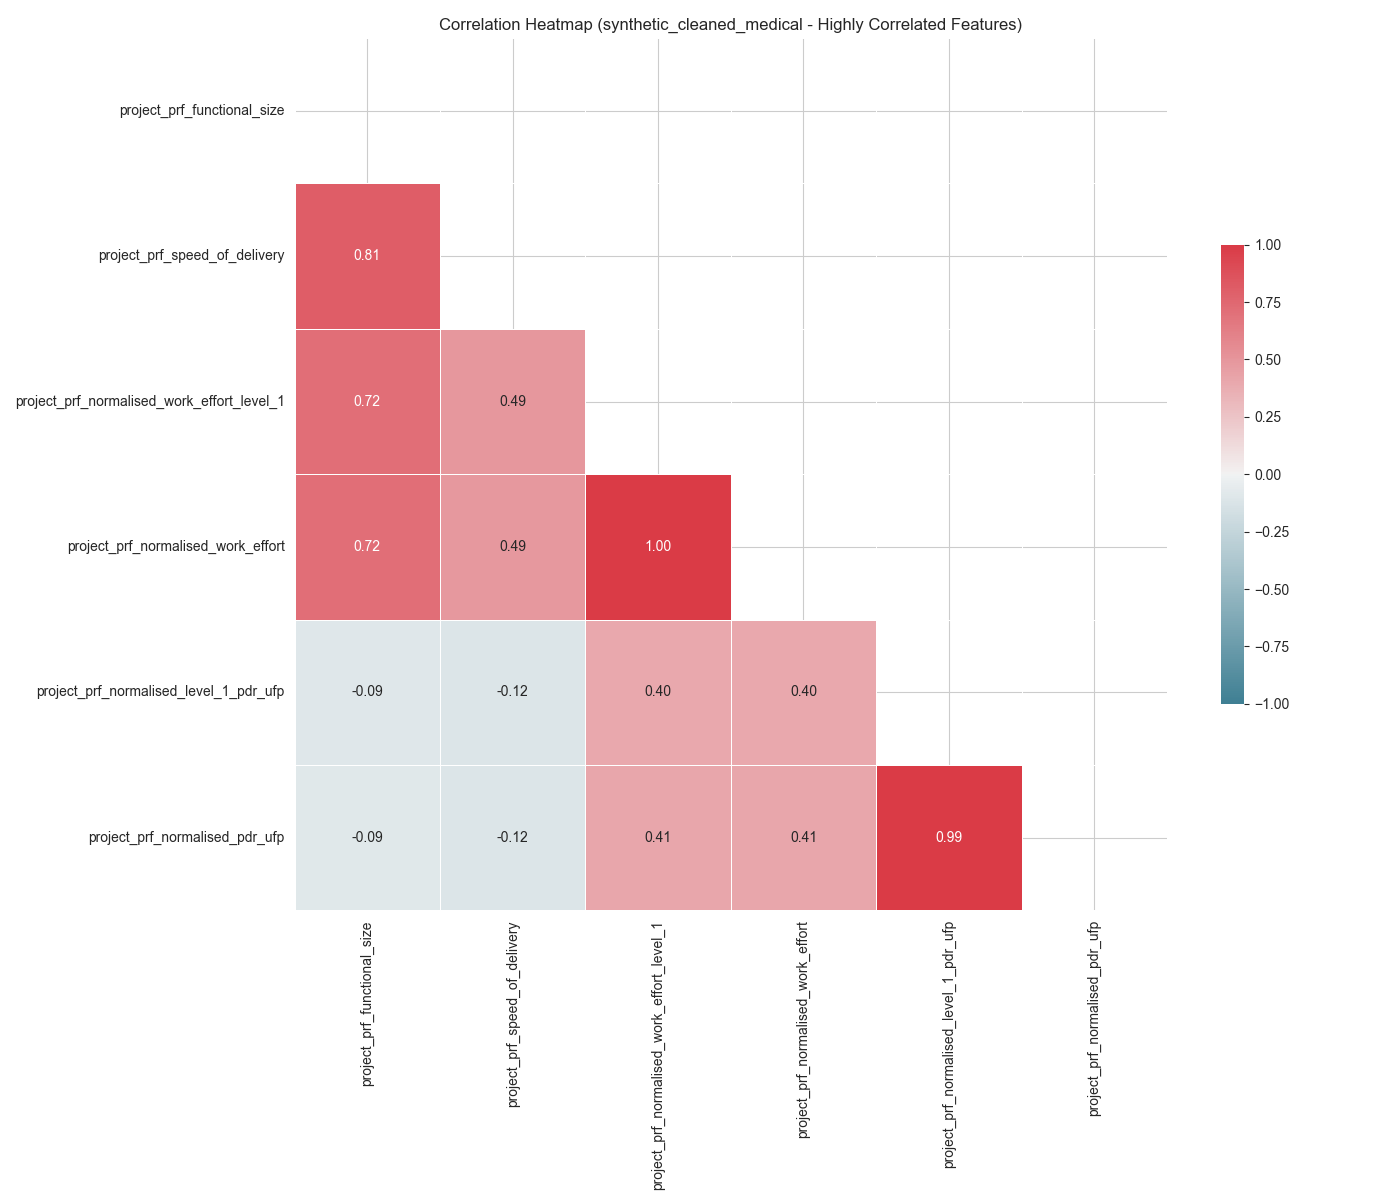 Correlation Heatmap (synthetic_cleaned_medical - Highly Correlated Features)
project_prf_functional_size
project_prf_speed_of_delivery
0.81
project_prf_normalised_work_effort_level_1
0.72 0.49
project_prf_normalised_work_effort
0.72 0.49 1.00
project_prf_normalised_level_1_pdr_ufp
-0.09 -0.12 0.40 0.40
project_prf_normalised_pdr_ufp
-0.09 -0.12 0.41 0.41 0.99
project_prf_functional_size
project_prf_speed_of_delivery
project_prf_normalised_work_effort_level_1
project_prf_normalised_work_effort
project_prf_normalised_level_1_pdr_ufp
project_prf_normalised_pdr_ufp
1.00
0.75
0.50
0.25
0.00
−0.25
−0.50
−0.75
−1.00